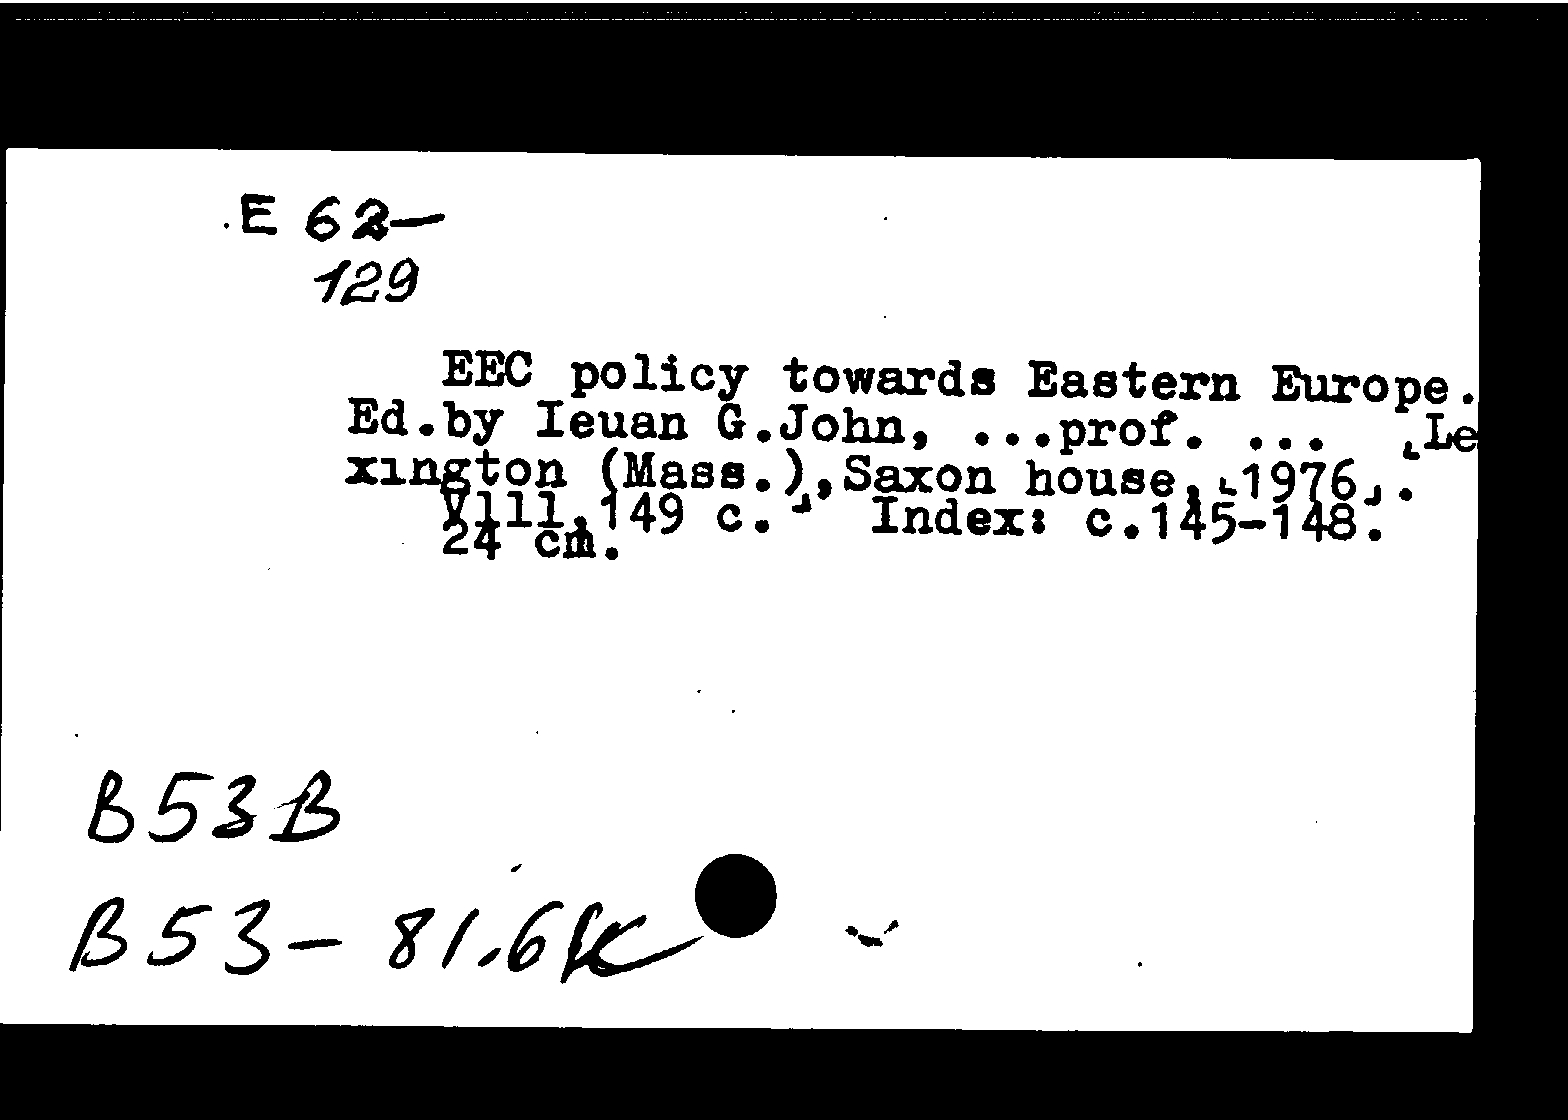 E 62-
129
EEC policy towards Eastern Europe.
Ed.by Ieuan G.John, ...prof. ... [Le
xington (Mass.), Saxon house, [1976].
Vlll,149 c. ] Index: c.145-148.
24 cm.
B53B
B53-81.6K